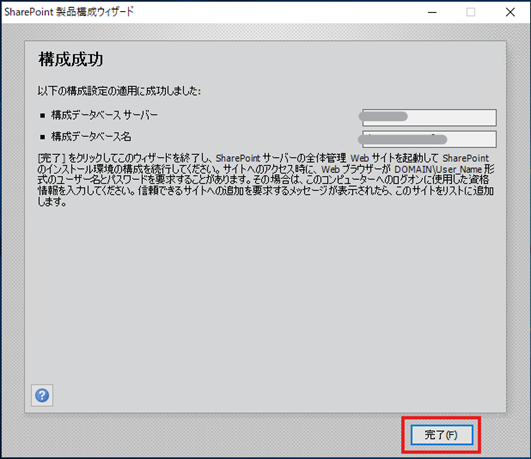 SharePoint 製品構成ウィザード
構成成功
以下の構成設定の適用に成功しました:
構成データベース サーバー
構成データベース名
[完了] をクリックしてこのウィザードを終了し、SharePoint サーバーの全体管理 Web サイトを起動して SharePoint
のインストール環境の構成を続行してください。サイトへのアクセス時に、Web ブラウザーが DOMAIN\User_Name 形
式のユーザー名とパスワードを要求することがあります。その場合は、このコンピューターへのログオンに使用した資格
情報を入力してください。信頼できるサイトへの追加を要求するメッセージが表示されたら、このサイトをリストに追加
します。
?
完了(F)